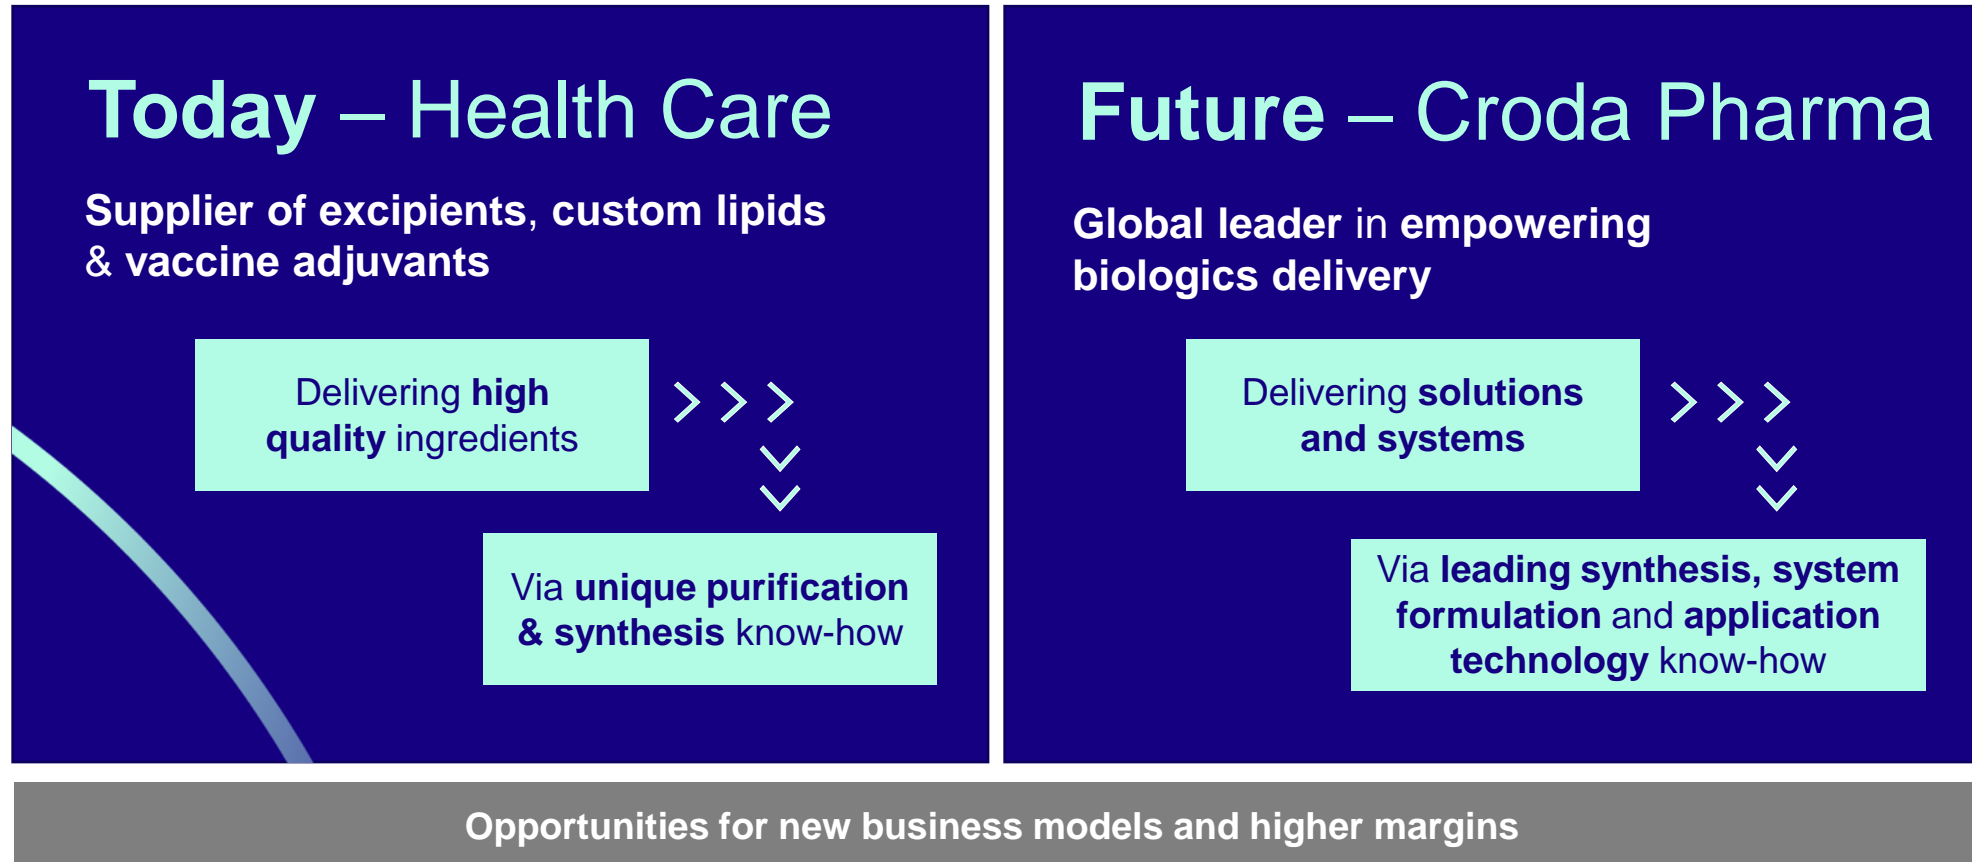 Today – Health Care
Supplier of excipients, custom lipids
& vaccine adjuvants
Delivering high
quality ingredients
Via unique purification
& synthesis know-how
Future – Croda Pharma
Global leader in empowering
biologics delivery
Delivering solutions
and systems
Via leading synthesis, system
formulation and application
technology know-how
Opportunities for new business models and higher margins